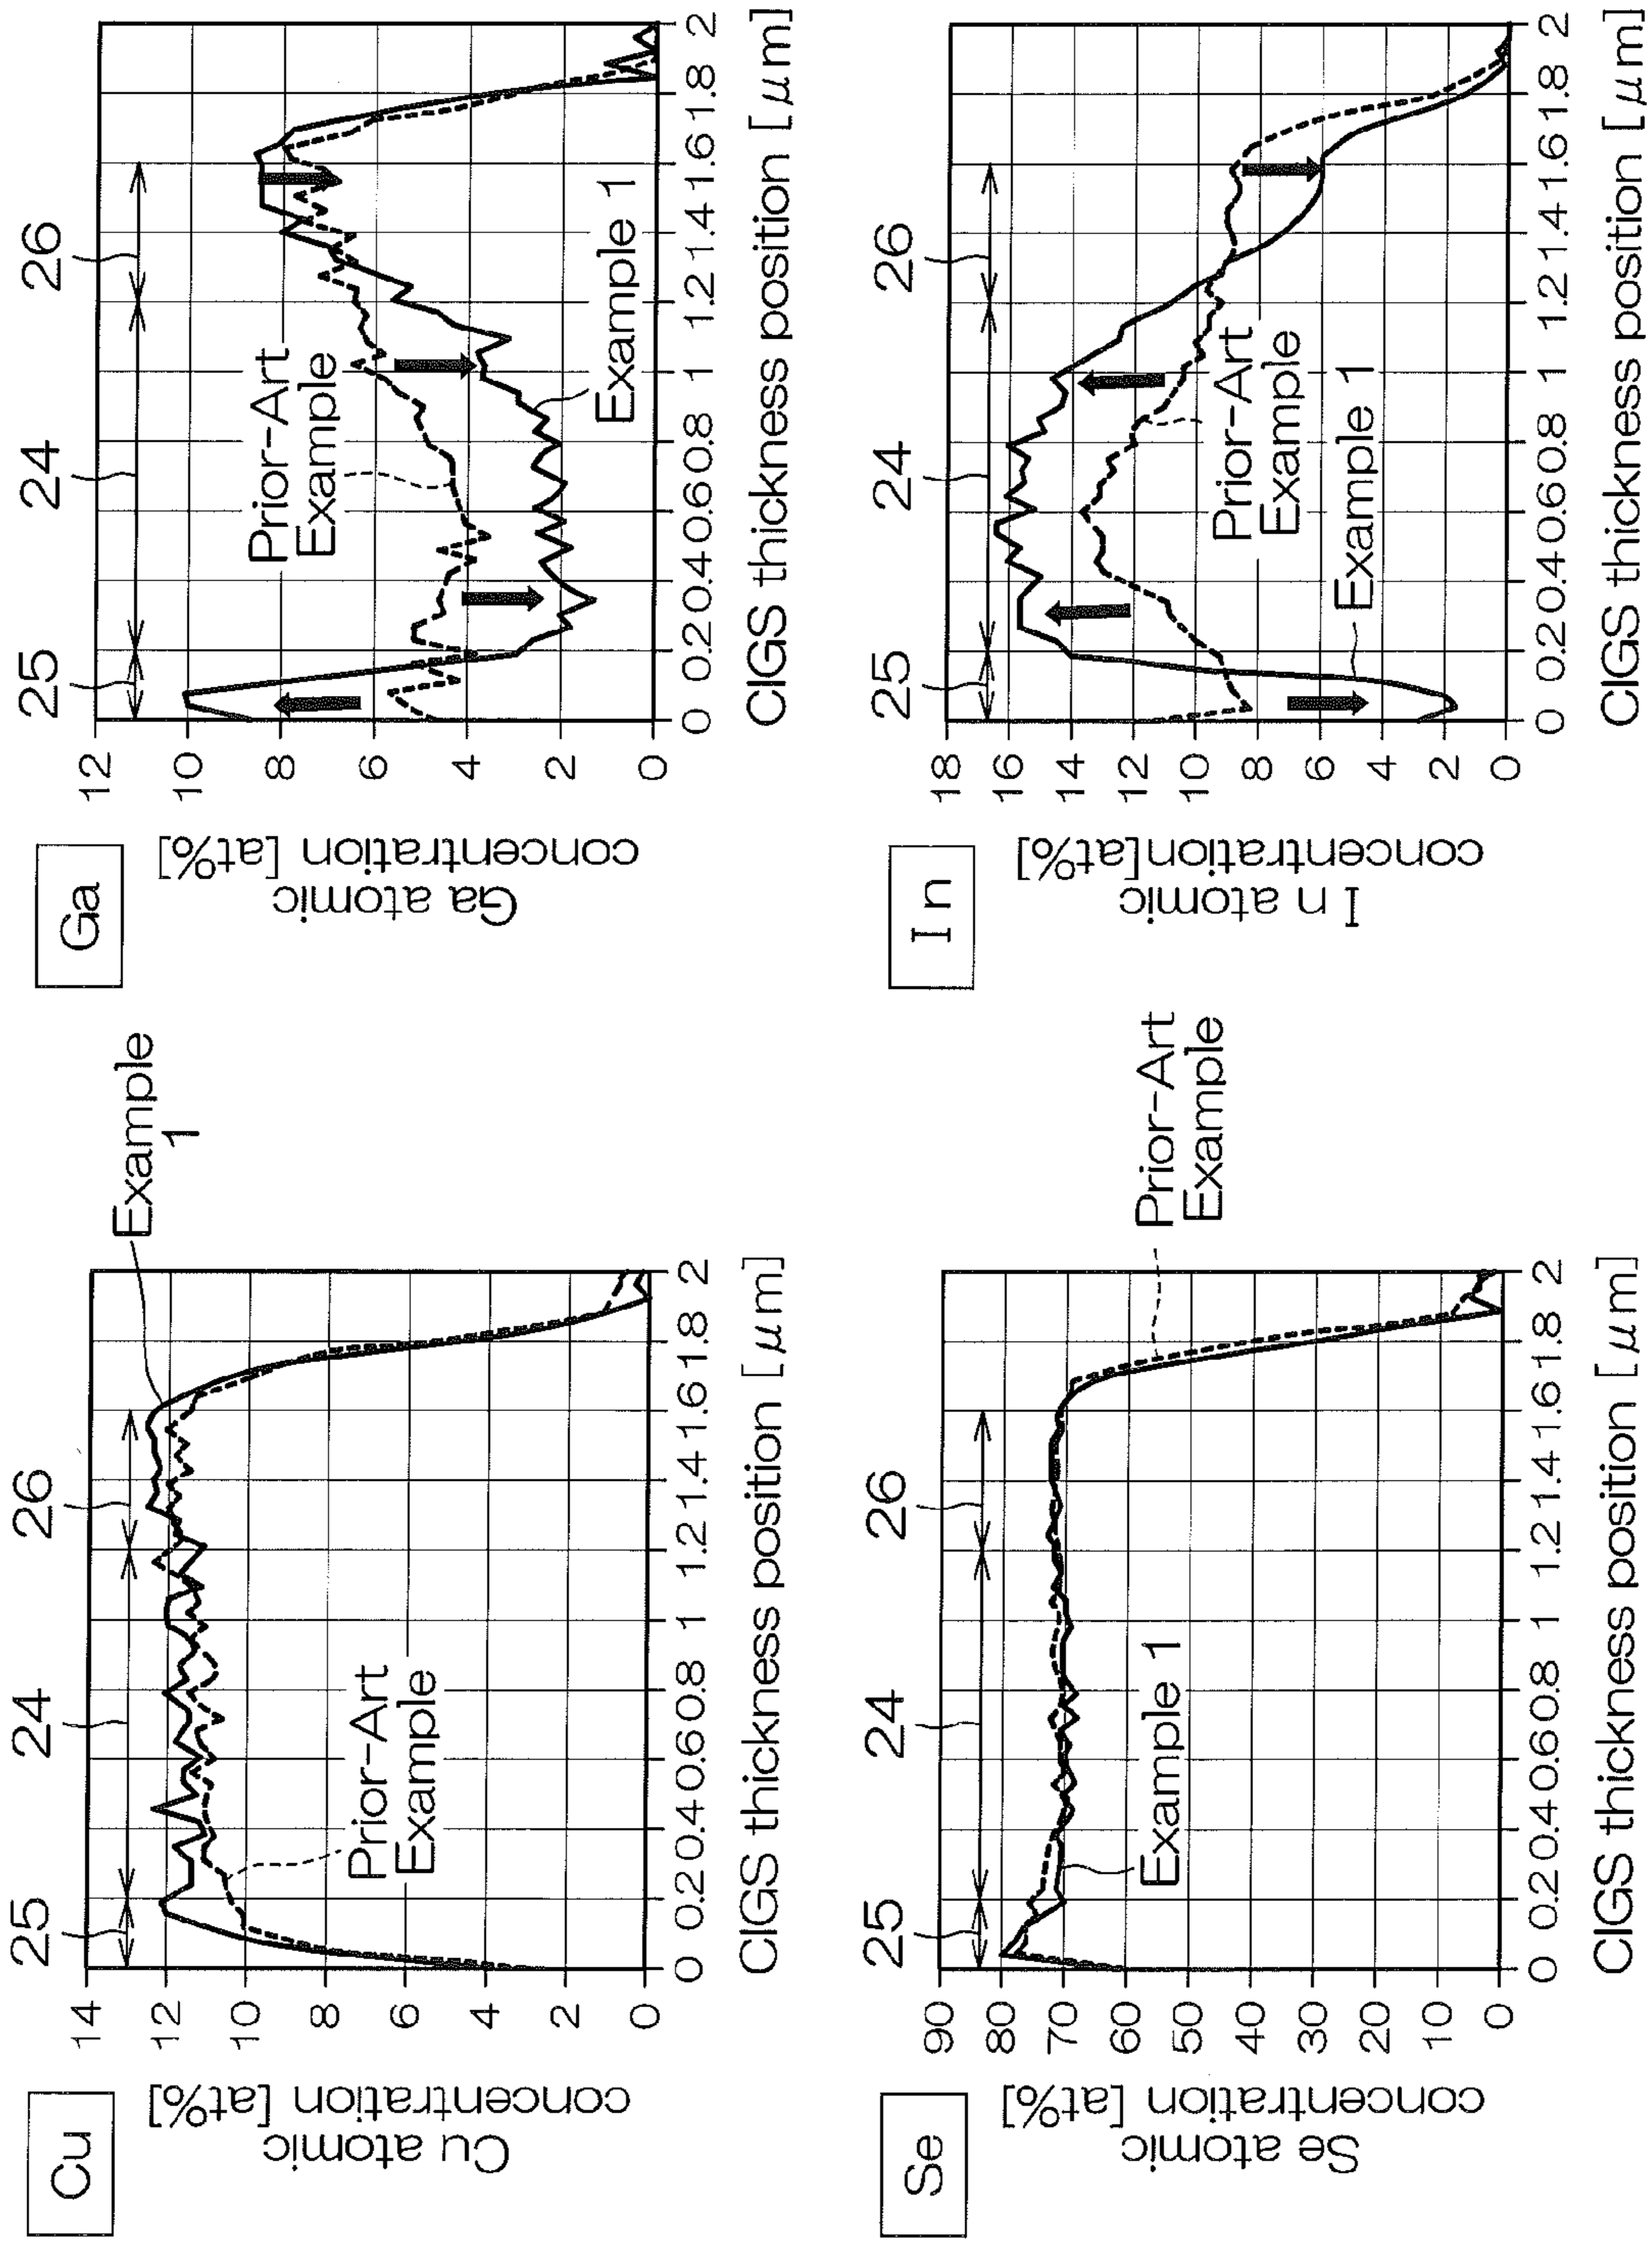 Cu
Cu atomic
concentration [at%]
14
12
10
8
6
4
2
0
25
24
26
Example
1
Prior-Art
Example
0 0.2 0.4 0.6 0.8 1 1.2 1.4 1.6 1.8 2
CIGS thickness position [μm]
Ga
Ga atomic
concentration [at%]
12
10
8
6
4
2
0
25
24
26
Prior-Art
Example
Example 1
0 0.2 0.4 0.6 0.8 1 1.2 1.4 1.6 1.8 2
CIGS thickness position [μm]
Se
Se atomic
concentration [at%]
90
80
70
60
50
40
30
20
10
0
25
24
26
Example 1
Prior-Art
Example
0 0.2 0.4 0.6 0.8 1 1.2 1.4 1.6 1.8 2
CIGS thickness position [μm]
In
In atomic
concentration[at%]
18
16
14
12
10
8
6
4
2
0
25
24
26
Prior-Art
Example
Example 1
0 0.2 0.4 0.6 0.8 1 1.2 1.4 1.6 1.8 2
CIGS thickness position [μm]